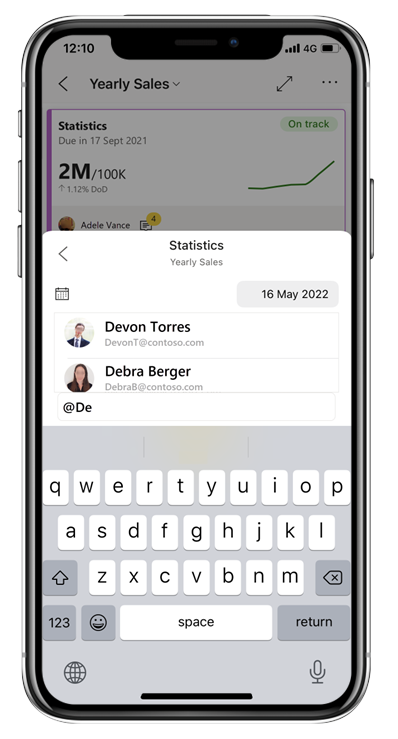 12:10
4G
Yearly Sales
Statistics
On track
Due in 17 Sept 2021
2M/100K
↑1.12% DoD
Adele Vance
4
Statistics
Yearly Sales
16 May 2022
Devon Torres
DevonT@contoso.com
Debra Berger
DebraB@contoso.com
@De
q w e r t y u i o p
a s d f g h j k l
z x c v b n m
123 space return